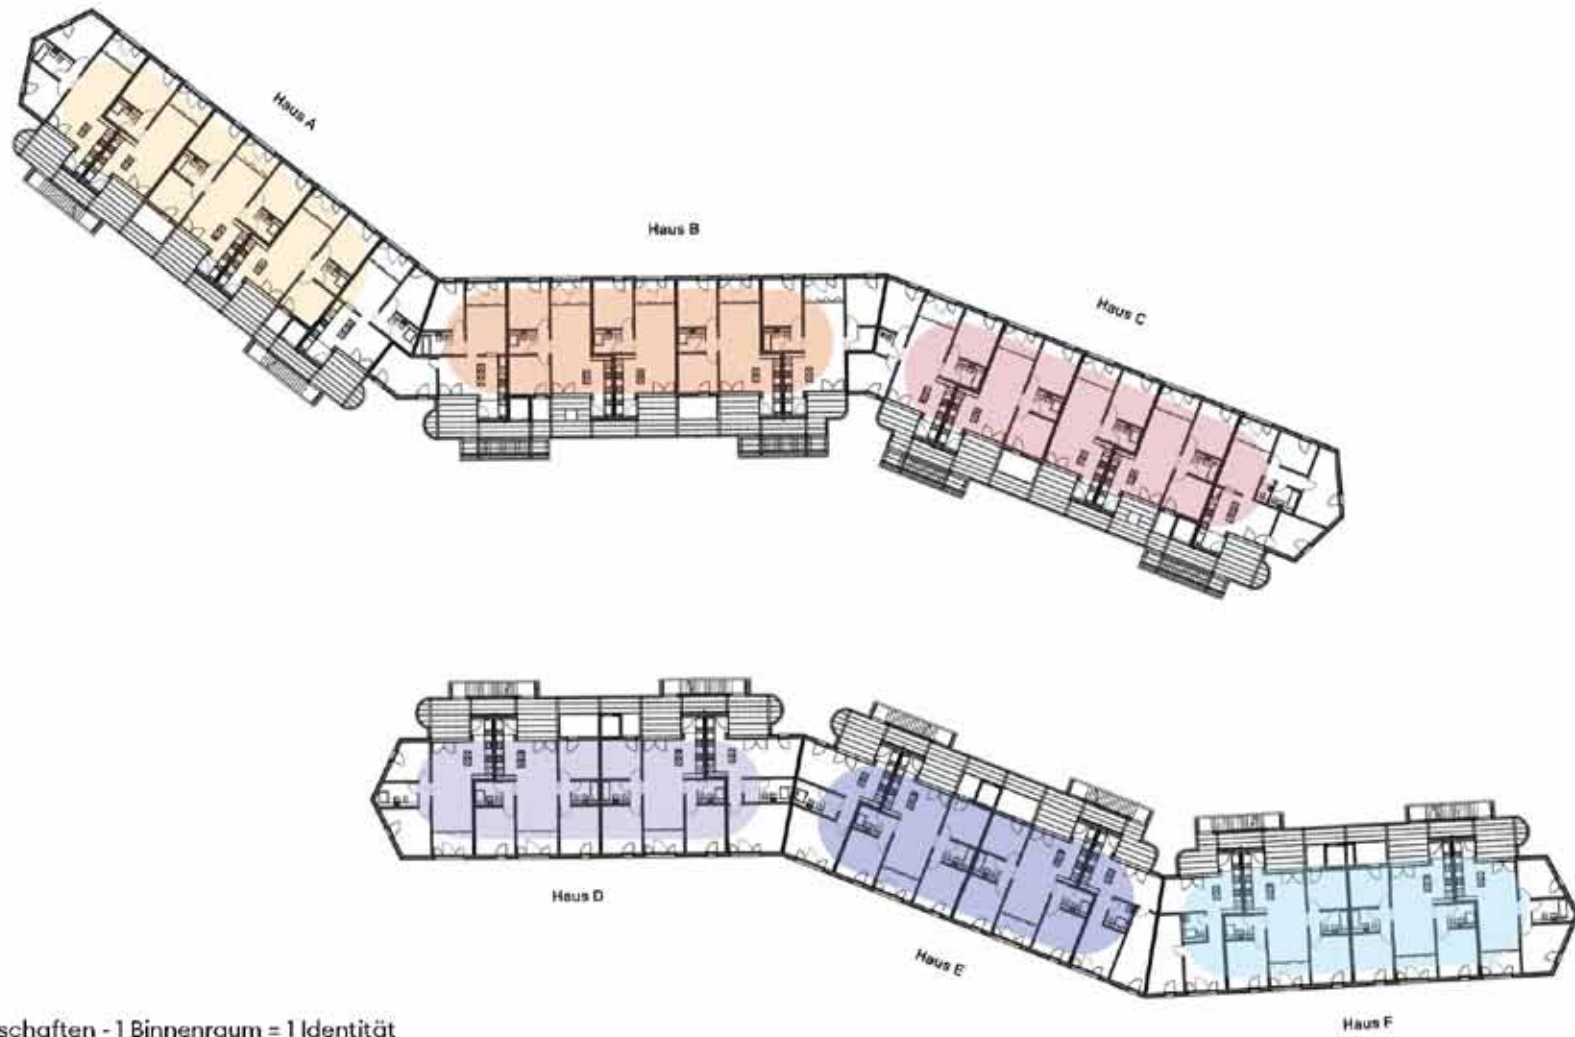 Haus A
Haus B
Haus C
Haus D
Haus E
Haus F
schaften - 1 Binnenraum = 1 Identität